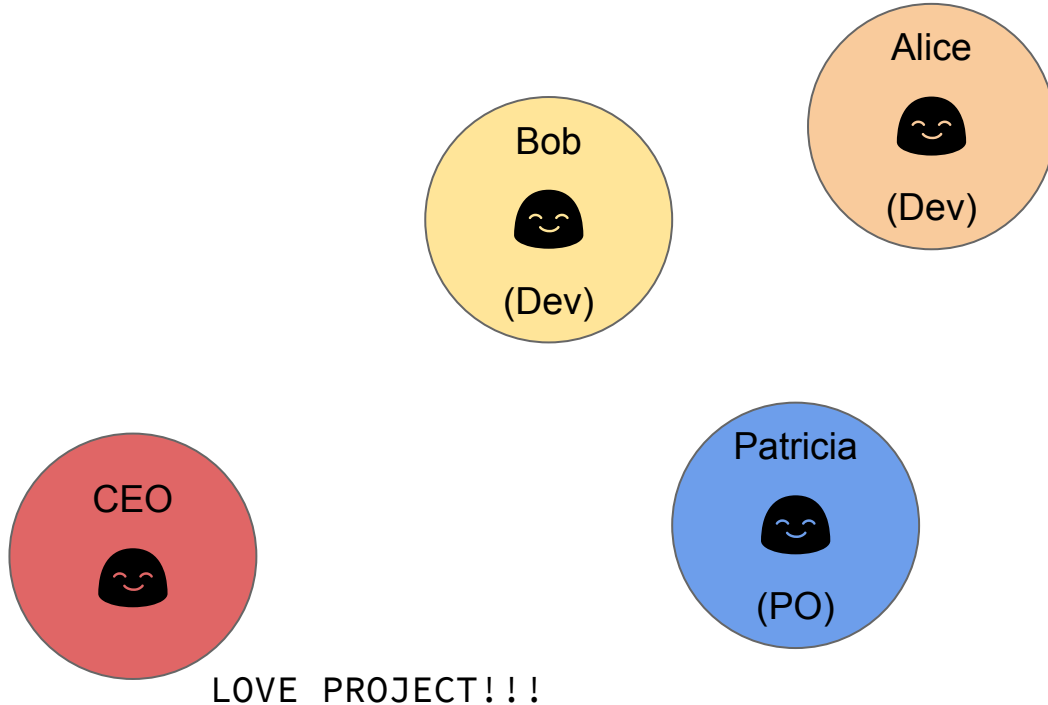 Alice
(Dev)
Bob
(Dev)
Patricia
(PO)
CEO
LOVE PROJECT!!!